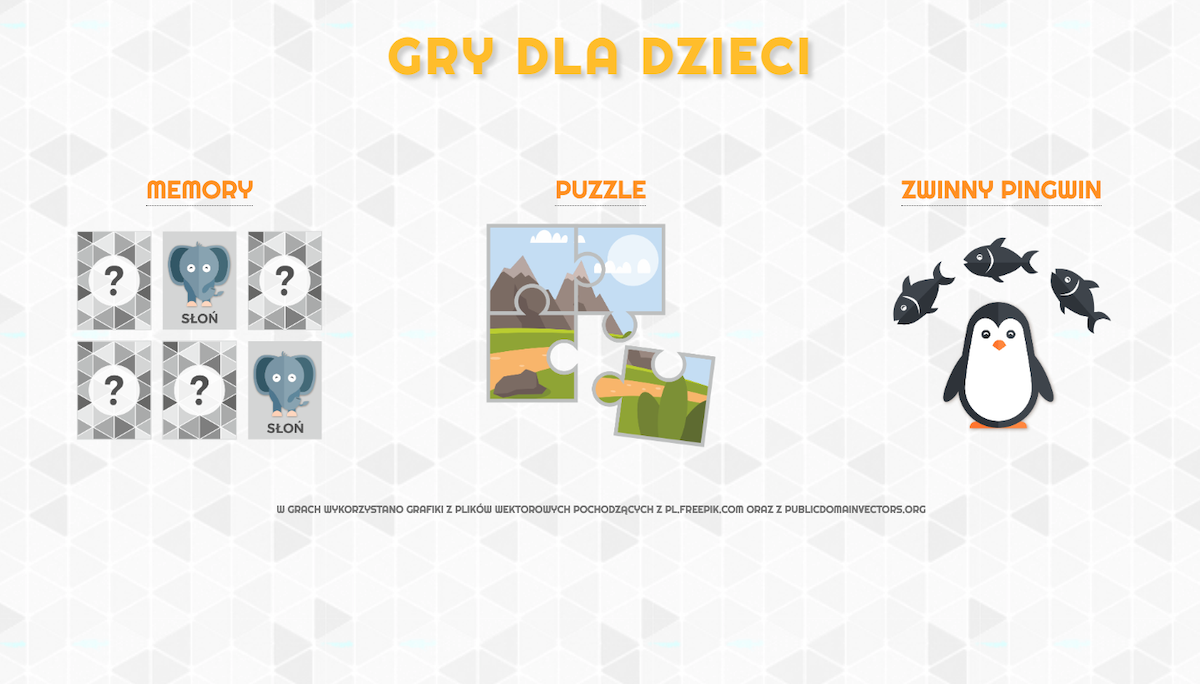 GRY DLA DZIECI
MEMORY
PUZZLE
ZWINNY PINGWIN
?
SŁOŃ
?
?
?
SŁOŃ
W GRACH WYKORZYSTANO GRAFIKI Z PLIKÓW WEKTOROWYCH POCHODZĄCYCH Z PL.FREEPIK.COM ORAZ Z PUBLICDOMAINVECTORS.ORG